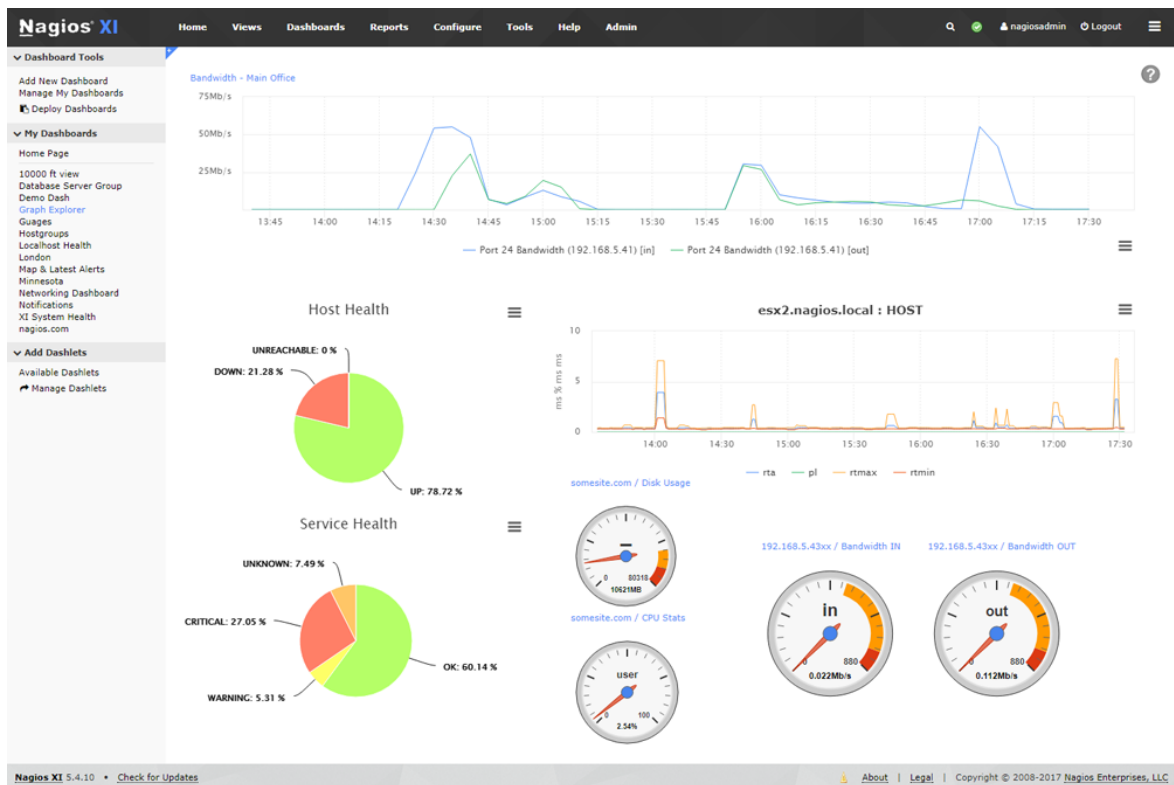 Nagios® XI
Home Views Dashboards Reports Configure Tools Help Admin
nagiosadmin Logout
Dashboard Tools
Add New Dashboard
Manage My Dashboards
Deploy Dashboards
My Dashboards
Home Page
10000 ft view
Database Server Group
Demo Dash
Graph Explorer
Guages
Hostgroups
Localhost Health
London
Map & Latest Alerts
Minnesota
Networking Dashboard
Notifications
XI System Health
nagios.com
Add Dashlets
Available Dashlets
Manage Dashlets
?
Bandwidth - Main Office
75Mb/s
50Mb/s
25Mb/s
13:45 14:00 14:15 14:30 14:45 15:00 15:15 15:30 15:45 16:00 16:15 16:30 16:45 17:00 17:15 17:30
Port 24 Bandwidth (192.168.5.41) [in] Port 24 Bandwidth (192.168.5.41) [out]
Host Health
UNREACHABLE: 0 %
DOWN: 21.28 %
UP: 78.72 %
esx2.nagios.local : HOST
ms % ms ms
10
5
0
14:00 14:30 15:00 15:30 16:00 16:30 17:00 17:30
rta pl rtmax rtmin
Service Health
UNKNOWN: 7.49 %
CRITICAL: 27.05 %
OK: 60.14 %
WARNING: 5.31 %
somesite.com / Disk Usage
0 80318
10621MB
somesite.com / CPU Stats
user
0 100
2.54%
192.168.5.43xx / Bandwidth IN
in
0 880
0.022Mb/s
192.168.5.43xx / Bandwidth OUT
out
0 880
0.112Mb/s
Nagios XI 5.4.10 • Check for Updates
About | Legal | Copyright © 2008-2017 Nagios Enterprises, LLC